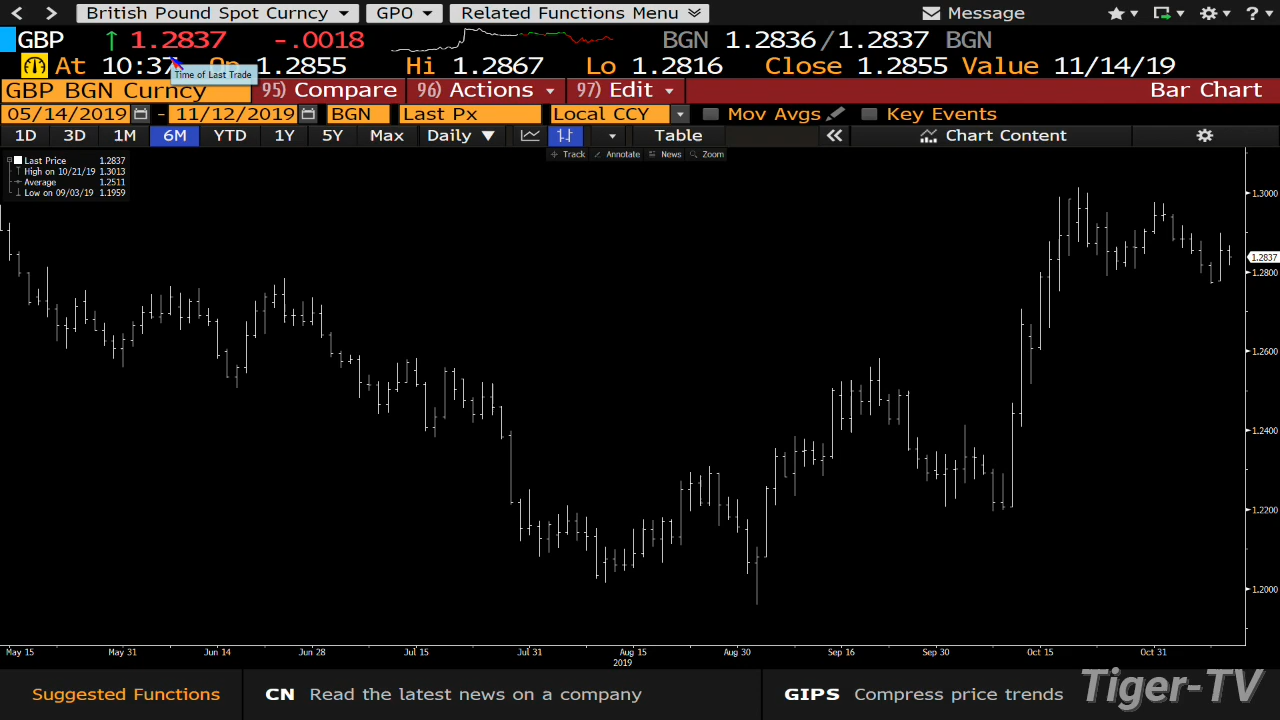 British Pound Spot Curncy GPO Related Functions Menu Message ?
GBP ↑ 1.2837 -.0018 BGN 1.2836/1.2837 BGN
At 10:37 Op 1.2855 Hi 1.2867 Lo 1.2816 Close 1.2855 Value 11/14/19
Time of Last Trade
GBP BGN Curncy 95) Compare 96) Actions 97) Edit Bar Chart
05/14/2019 - 11/12/2019 BGN Last Px Local CCY Mov Avgs Key Events
1D 3D 1M 6M YTD 1Y 5Y Max Daily ▼ Table Chart Content
Track Annotate News Zoom
Last Price 1.2837
High on 10/21/19 1.3013
Average 1.2511
Low on 09/03/19 1.1959
1.3000
1.2837
1.2800
1.2600
1.2400
1.2200
1.2000
May 15 May 31 Jun 14 Jun 28 Jul 15 Jul 31 Aug 15 Aug 30 Sep 16 Sep 30 Oct 15 Oct 31
2019
Suggested Functions CN Read the latest news on a company GIPS Compress price trends
Tiger-TV